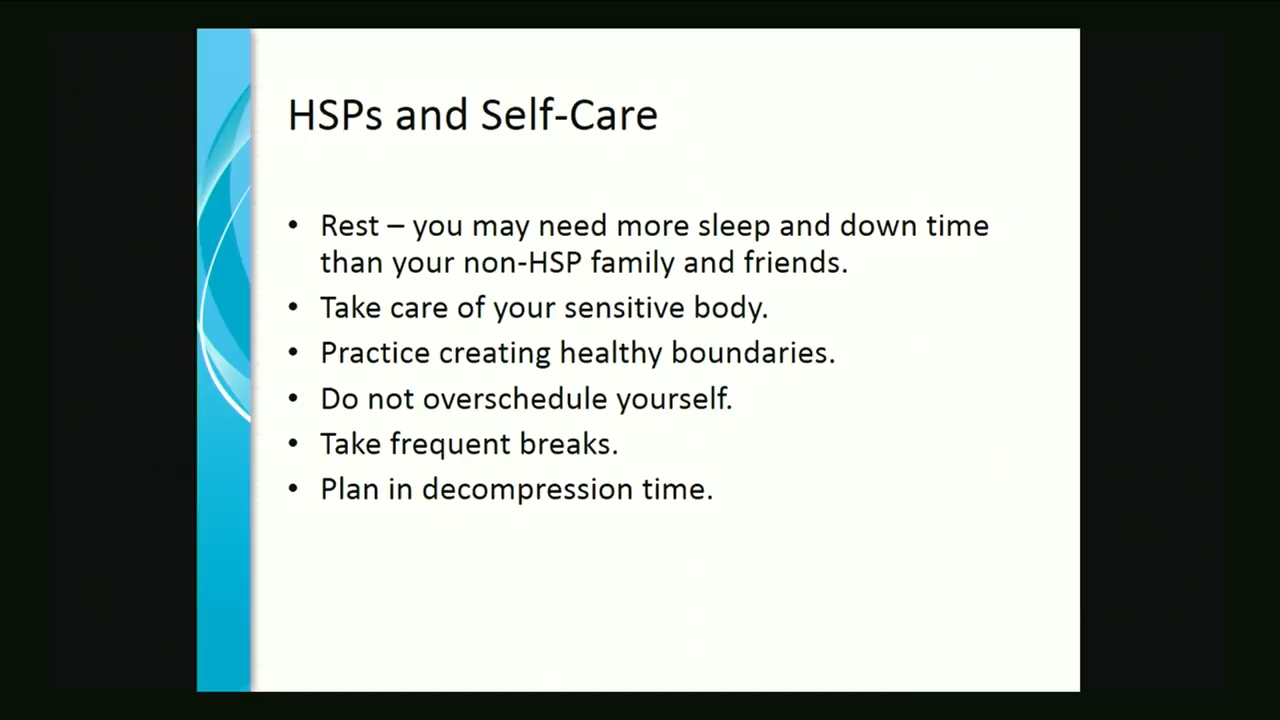 HSPs and Self-Care
• Rest – you may need more sleep and down time
than your non-HSP family and friends.
• Take care of your sensitive body.
• Practice creating healthy boundaries.
• Do not overschedule yourself.
• Take frequent breaks.
• Plan in decompression time.